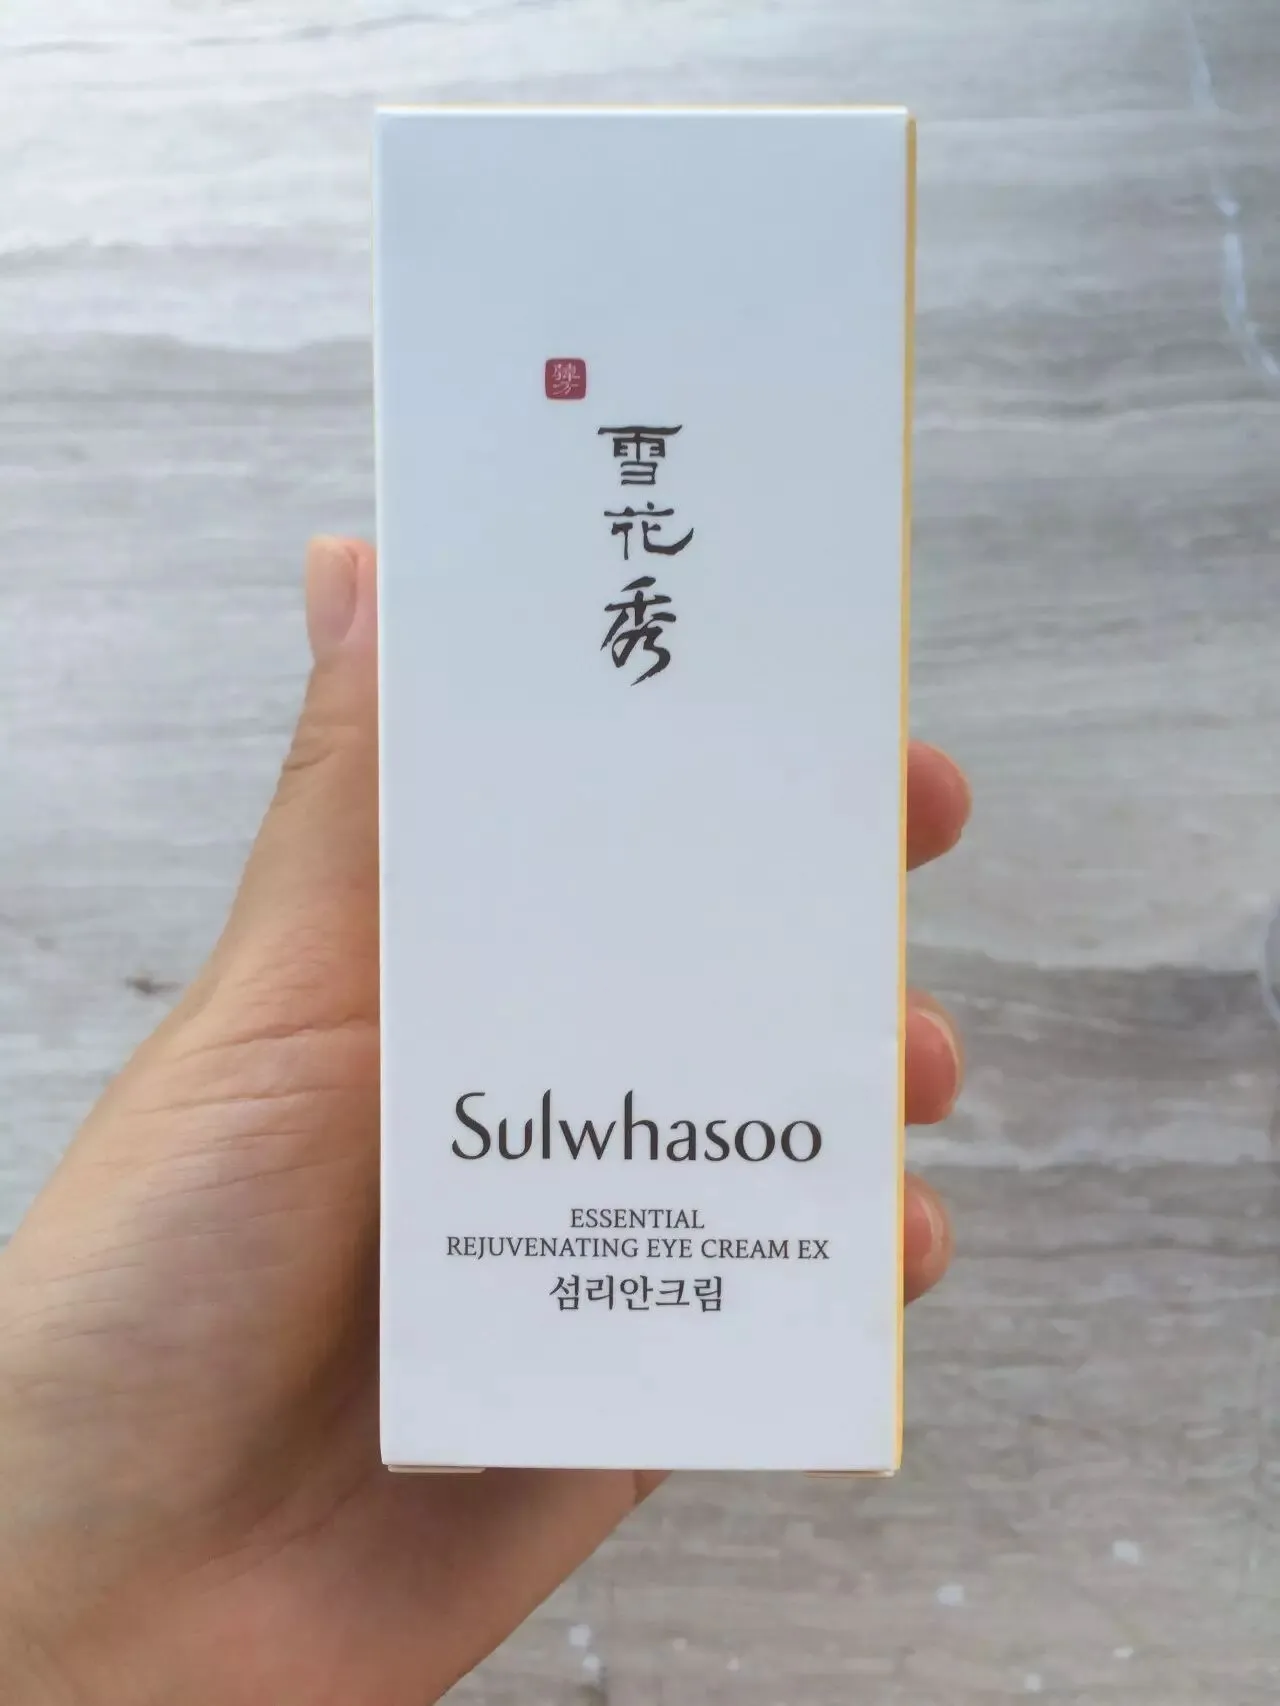 雪花秀
Sulwhasoo
ESSENTIAL
REJUVENATING EYE CREAM EX
섬리안크림